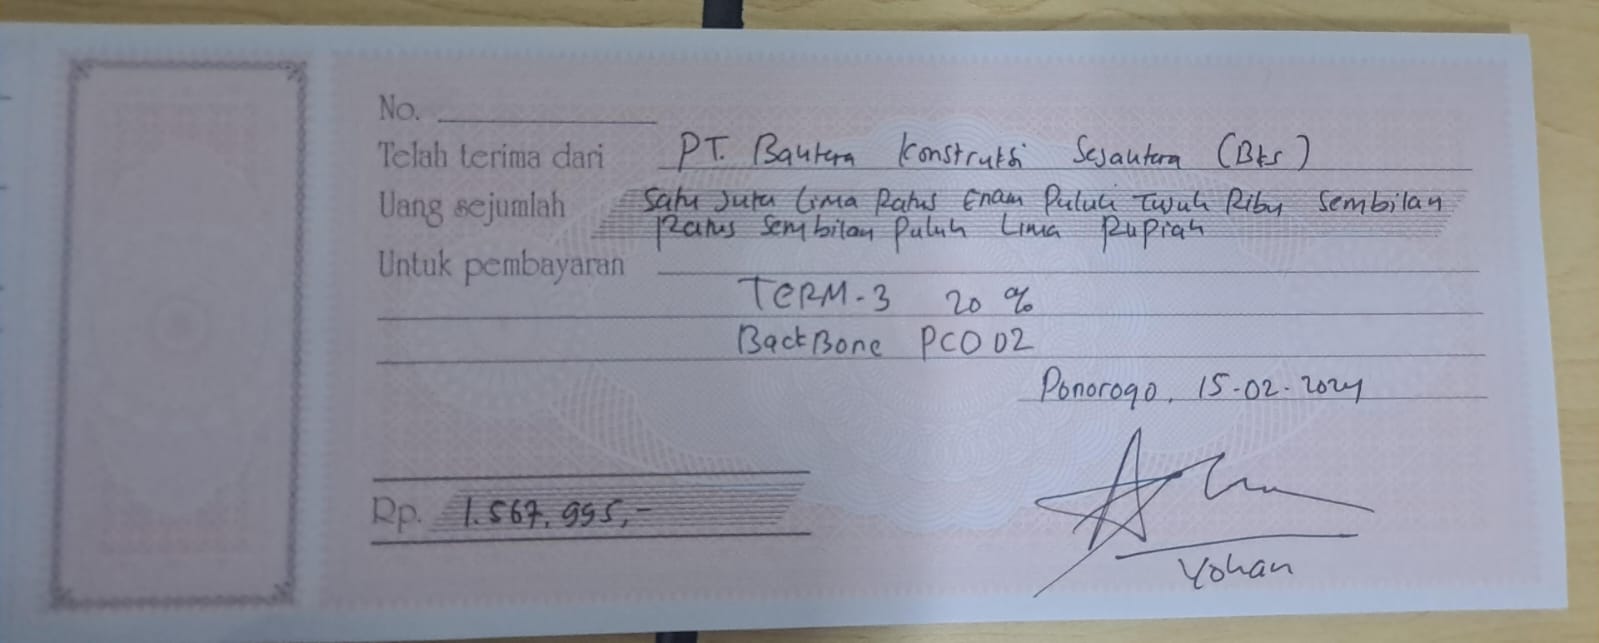 No.
Telah terima dari PT. Bautera Konstruksi Sejautera (Bks)
Uang sejumlah Satu Juta Lima Ratus Enam Puluh Tujuh Ribu Sembilan
Ratus Sembilan Puluh Lima Rupiah
Untuk pembayaran
TERM-3 20 %
BackBone PCO 02
Ponorogo, 15-02-2024
Rp. 1.567.995,-
Yohan